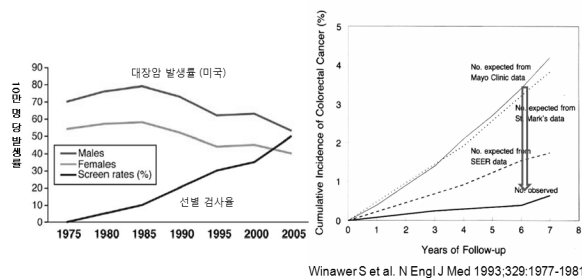 대장암 발생률 (미국)
10만 명 당 발생률
90
80
70
60
50
40
30
20
10
0
Males
Females
Screen rates (%)
선별 검사율
1975 1980 1985 1990 1995 2000 2005
Cumulative Incidence of Colorectal Cancer (%)
5
4
3
2
1
0
No. expected from
Mayo Clinic data
No. expected from
St. Mark's data
No. expected from
SEER data
No. observed
0 1 2 3 4 5 6 7 8
Years of Follow-up
Winawer S et al. N Engl J Med 1993;329:1977-1981